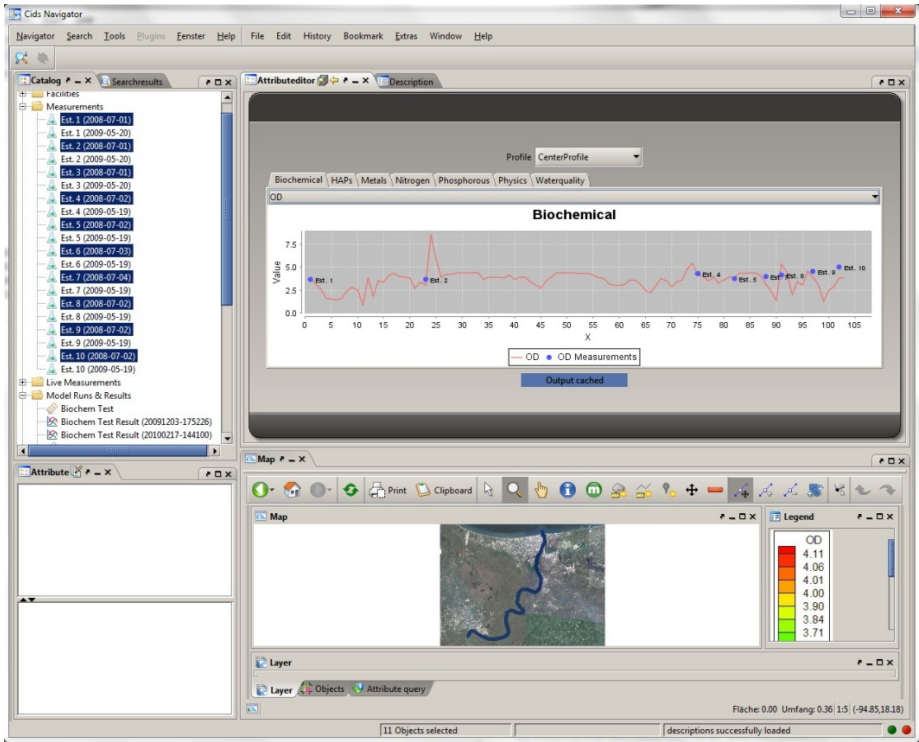 Cids Navigator
Navigator Search Tools Plugins Fenster Help File Edit History Bookmark Extras Window Help
Catalog Searchresults
Facilities
Measurements
Est. 1 (2008-07-01)
Est. 1 (2009-05-20)
Est. 2 (2008-07-01)
Est. 2 (2009-05-20)
Est. 3 (2008-07-01)
Est. 3 (2009-05-20)
Est. 4 (2008-07-02)
Est. 4 (2009-05-19)
Est. 5 (2008-07-02)
Est. 5 (2009-05-19)
Est. 6 (2008-07-03)
Est. 6 (2009-05-19)
Est. 7 (2008-07-04)
Est. 7 (2009-05-19)
Est. 8 (2008-07-02)
Est. 8 (2009-05-19)
Est. 9 (2008-07-02)
Est. 9 (2009-05-19)
Est. 10 (2008-07-02)
Est. 10 (2009-05-19)
Live Measurements
Model Runs & Results
Biochem Test
Biochem Test Result (20091203-175226)
Biochem Test Result (20100217-144100)
Attribute
Attributeeditor Description
Profile CenterProfile
Biochemical HAPs Metals Nitrogen Phosphorous Physics Waterquality
OD
Biochemical
Value
7.5
5.0
2.5
0.0
Est. 1 Est. 2 Est. 4 Est. 5 Est. 8 Est. 9 Est. 10
0 5 10 15 20 25 30 35 40 45 50 55 60 65 70 75 80 85 90 95 100 105
X
OD OD Measurements
Output cached
Map
Print Clipboard
Map
Legend
OD
4.11
4.06
4.01
4.00
3.90
3.84
3.71
Layer
Layer Objects Attribute query
Fläche: 0.00 Umfang: 0.36 1:5 (-94.85,18.18)
11 Objects selected descriptions successfully loaded